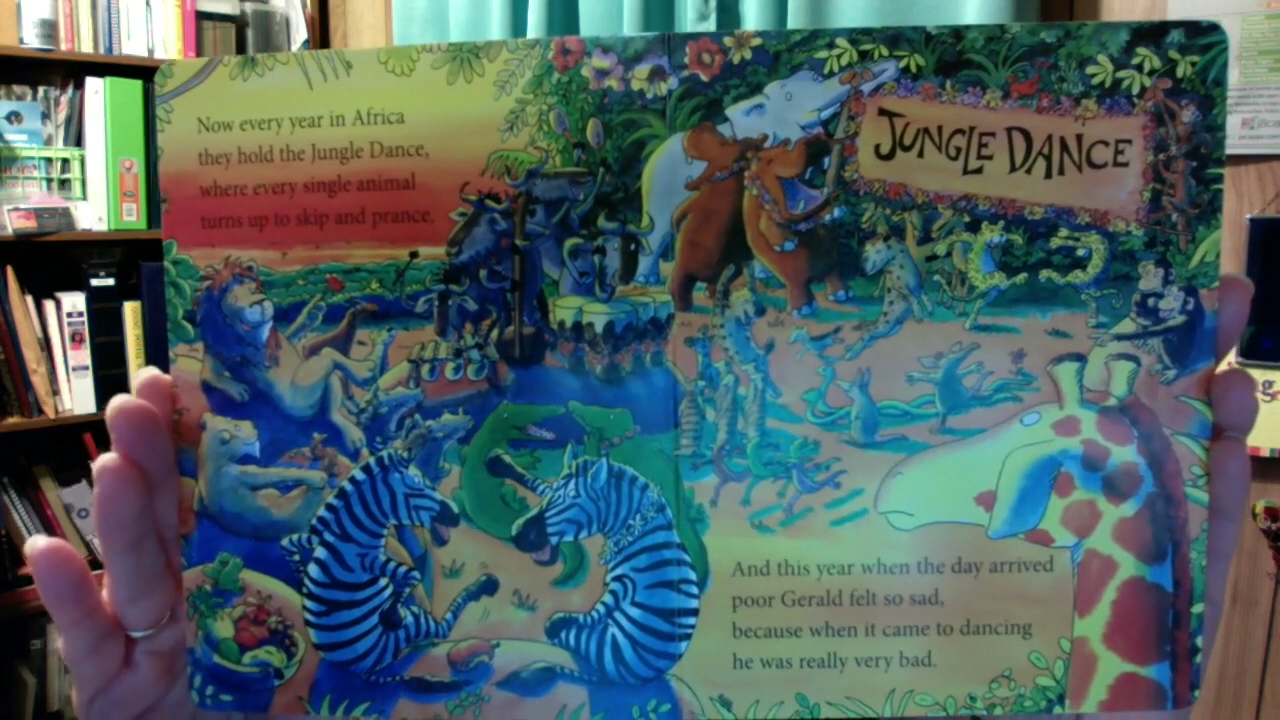 Now every year in Africa
they hold the Jungle Dance,
where every single animal
turns up to skip and prance.
JUNGLE DANCE
And this year when the day arrived
poor Gerald felt so sad,
because when it came to dancing
he was really very bad.